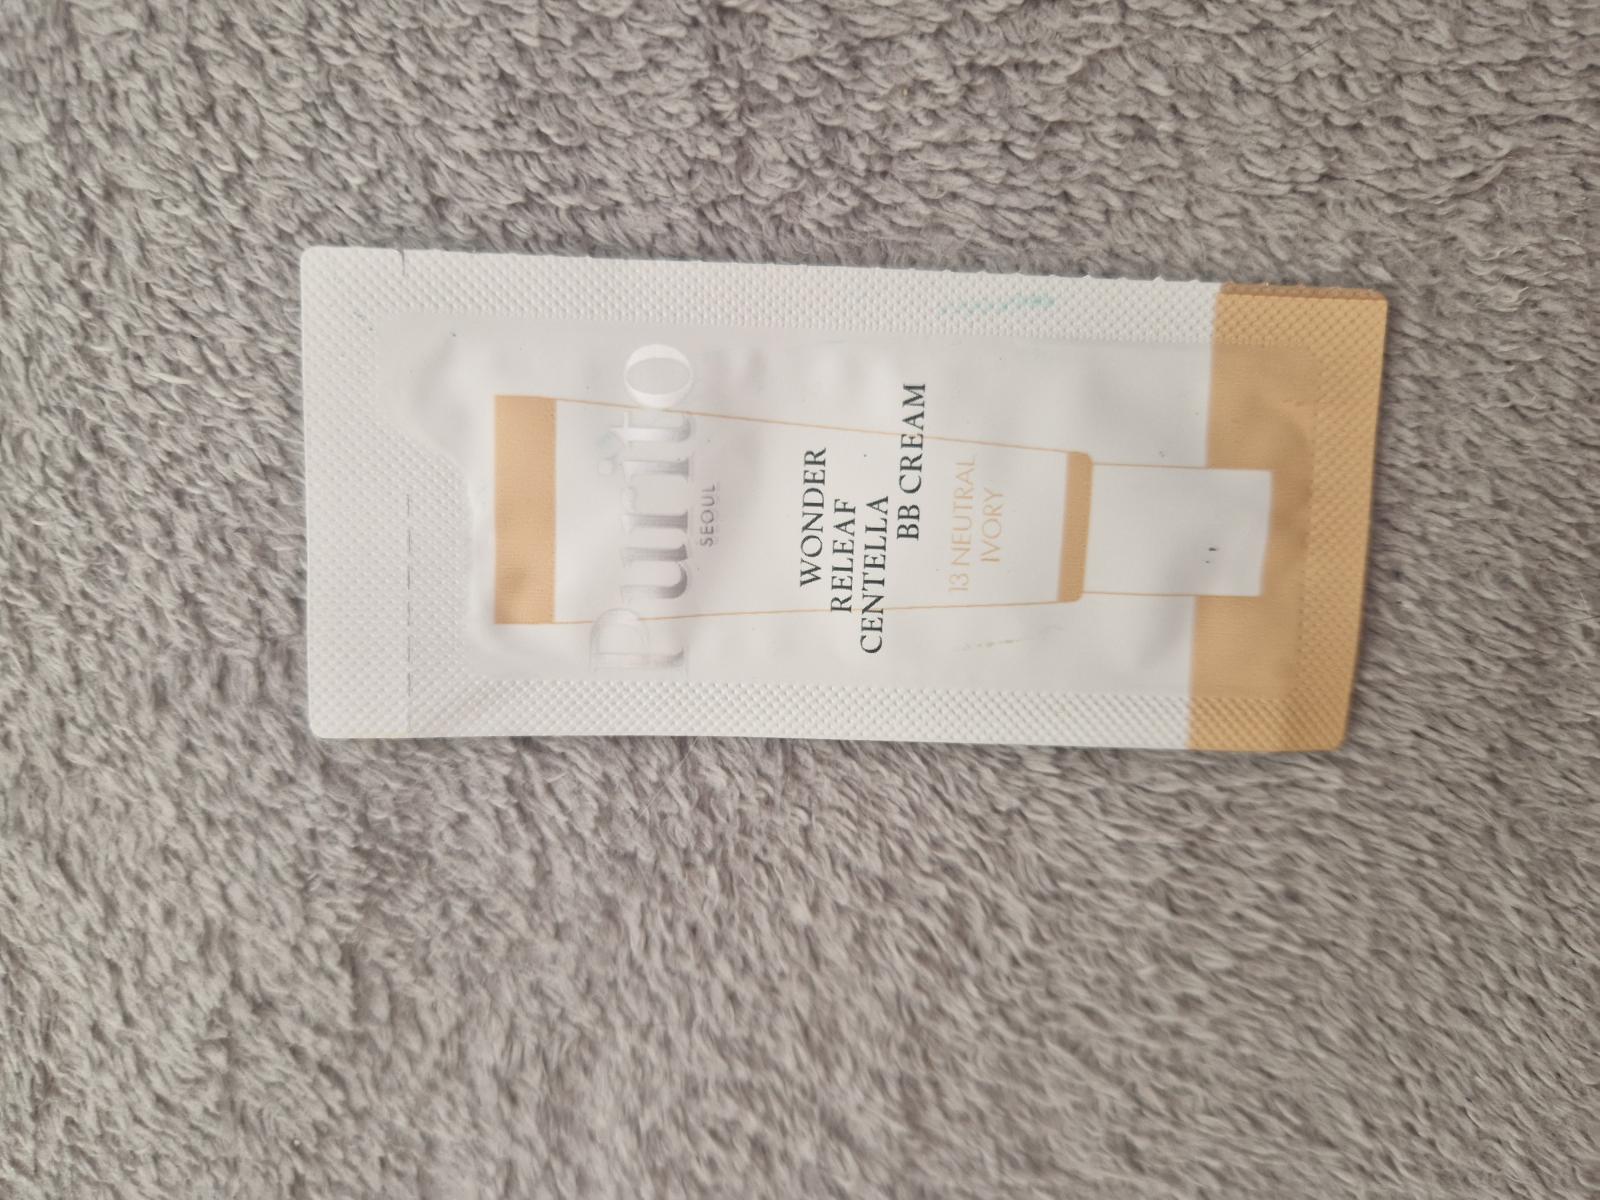 Purito
SEOUL
WONDER
RELEAF
CENTELLA
BB CREAM
13 NEUTRAL
IVORY